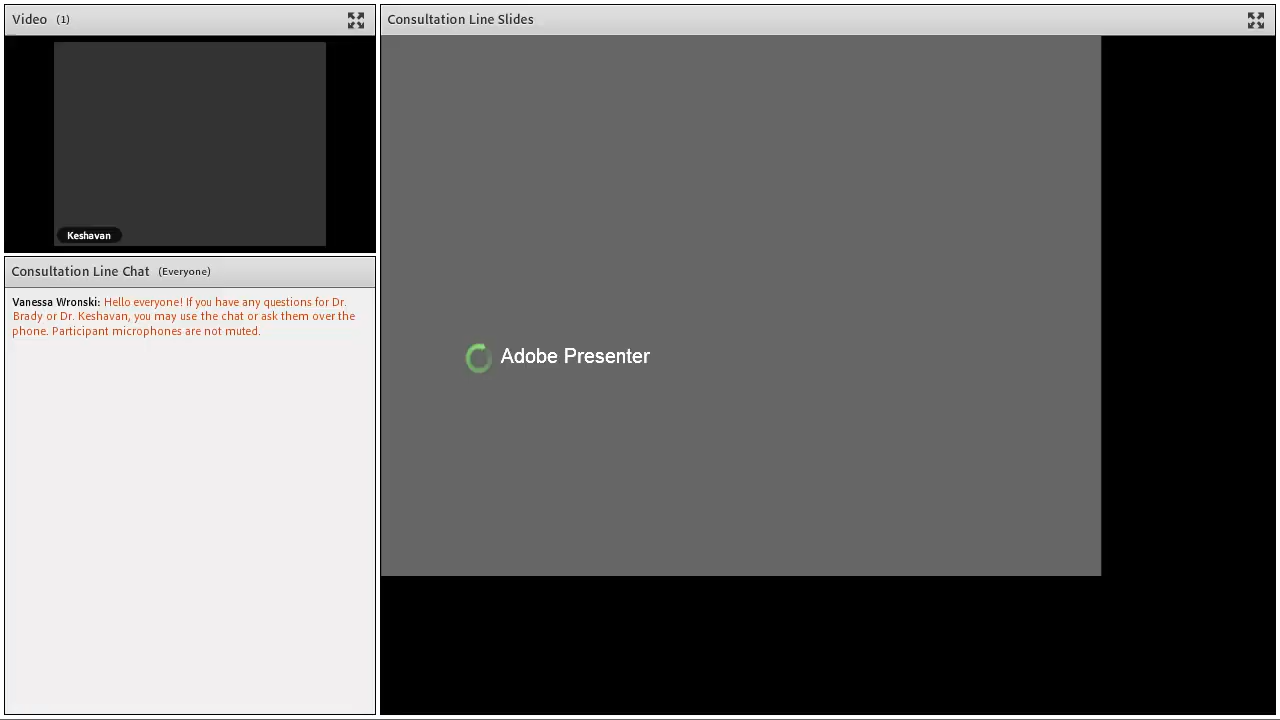 Video (1)
Keshavan
Consultation Line Chat (Everyone)
Vanessa Wronski: Hello everyone! If you have any questions for Dr.
Brady or Dr. Keshavan, you may use the chat or ask them over the
phone. Participant microphones are not muted.
Consultation Line Slides
Adobe Presenter